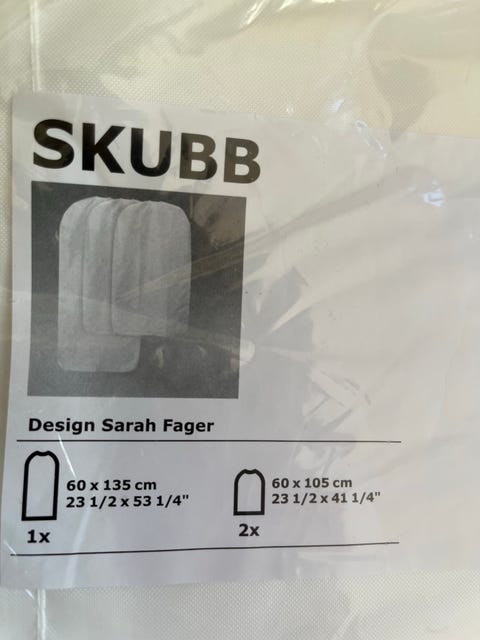 SKUBB
Design Sarah Fager
60 x 135 cm
23 1/2 x 53 1/4"
1x
60 x 105 cm
23 1/2 x 41 1/4"
2x